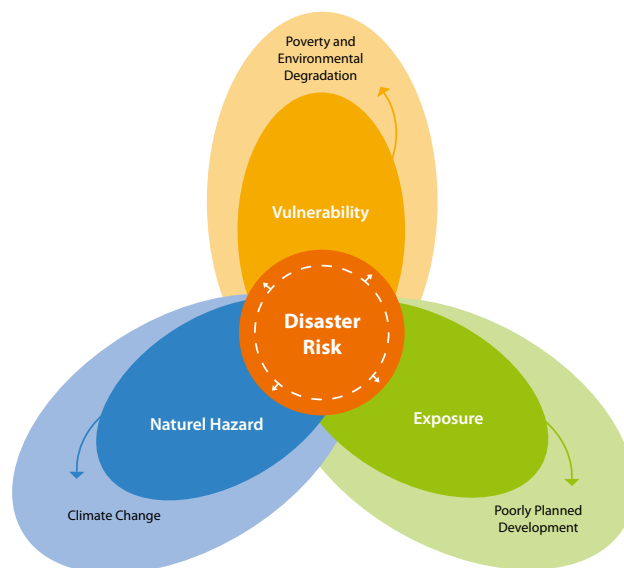 Poverty and
Environmental
Degradation
Vulnerability
Disaster
Risk
Naturel Hazard
Exposure
Climate Change
Poorly Planned
Development